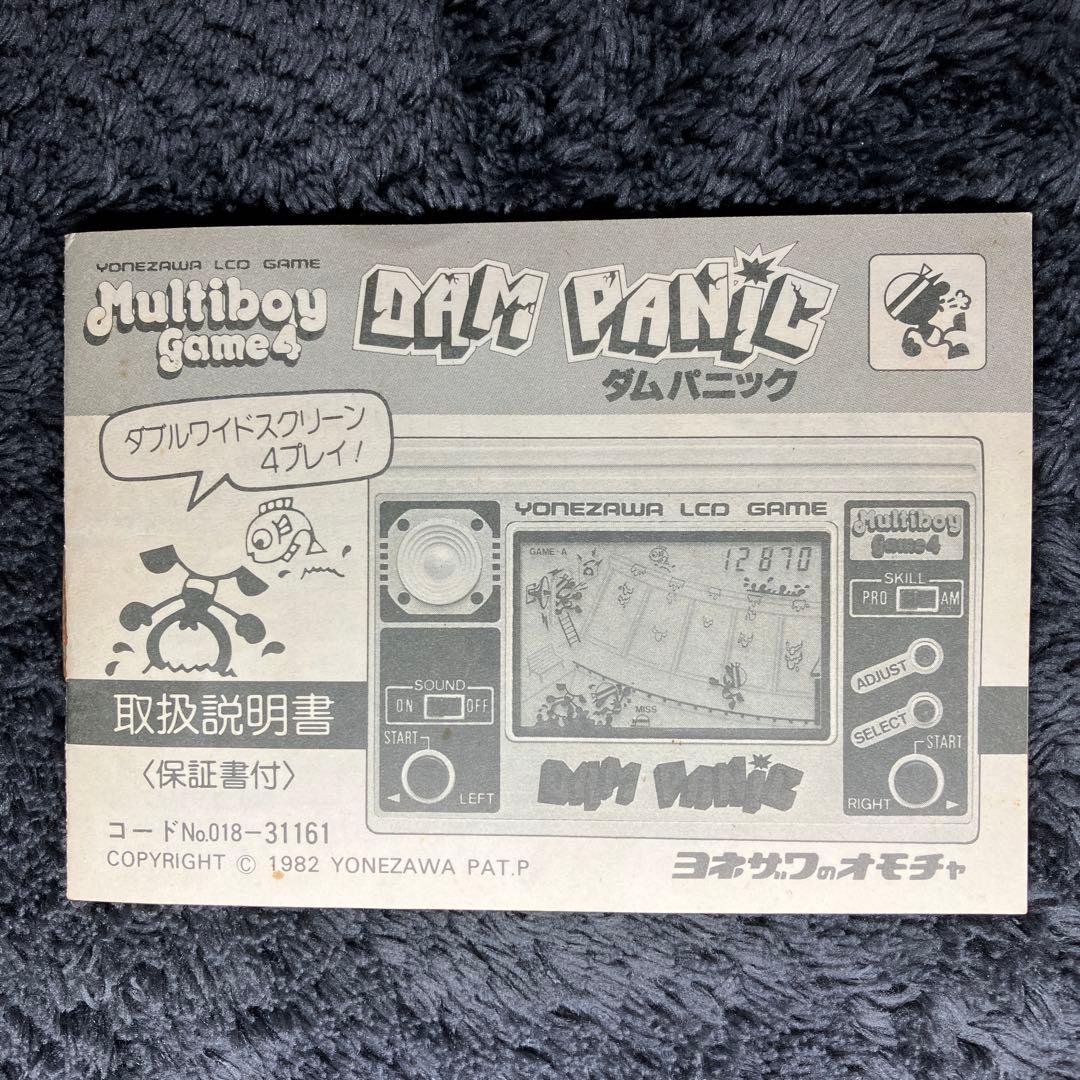 YONEZAWA LCD GAME
Multiboy
game4
DAM PANIC
ダムパニック
ダブルワイドスクリーン
4プレイ!
取扱説明書
〈保証書付〉
コードNo.018-31161
COPYRIGHT © 1982 YONEZAWA PAT.P
YONEZAWA LCD GAME
Multiboy
game4
GAME-A
12870
MISS
SKILL
PRO AM
ADJUST
SELECT
SOUND
ON OFF
START
◀ LEFT
DAM PANIC
START
RIGHT ▶
ヨネザワのオモチャ